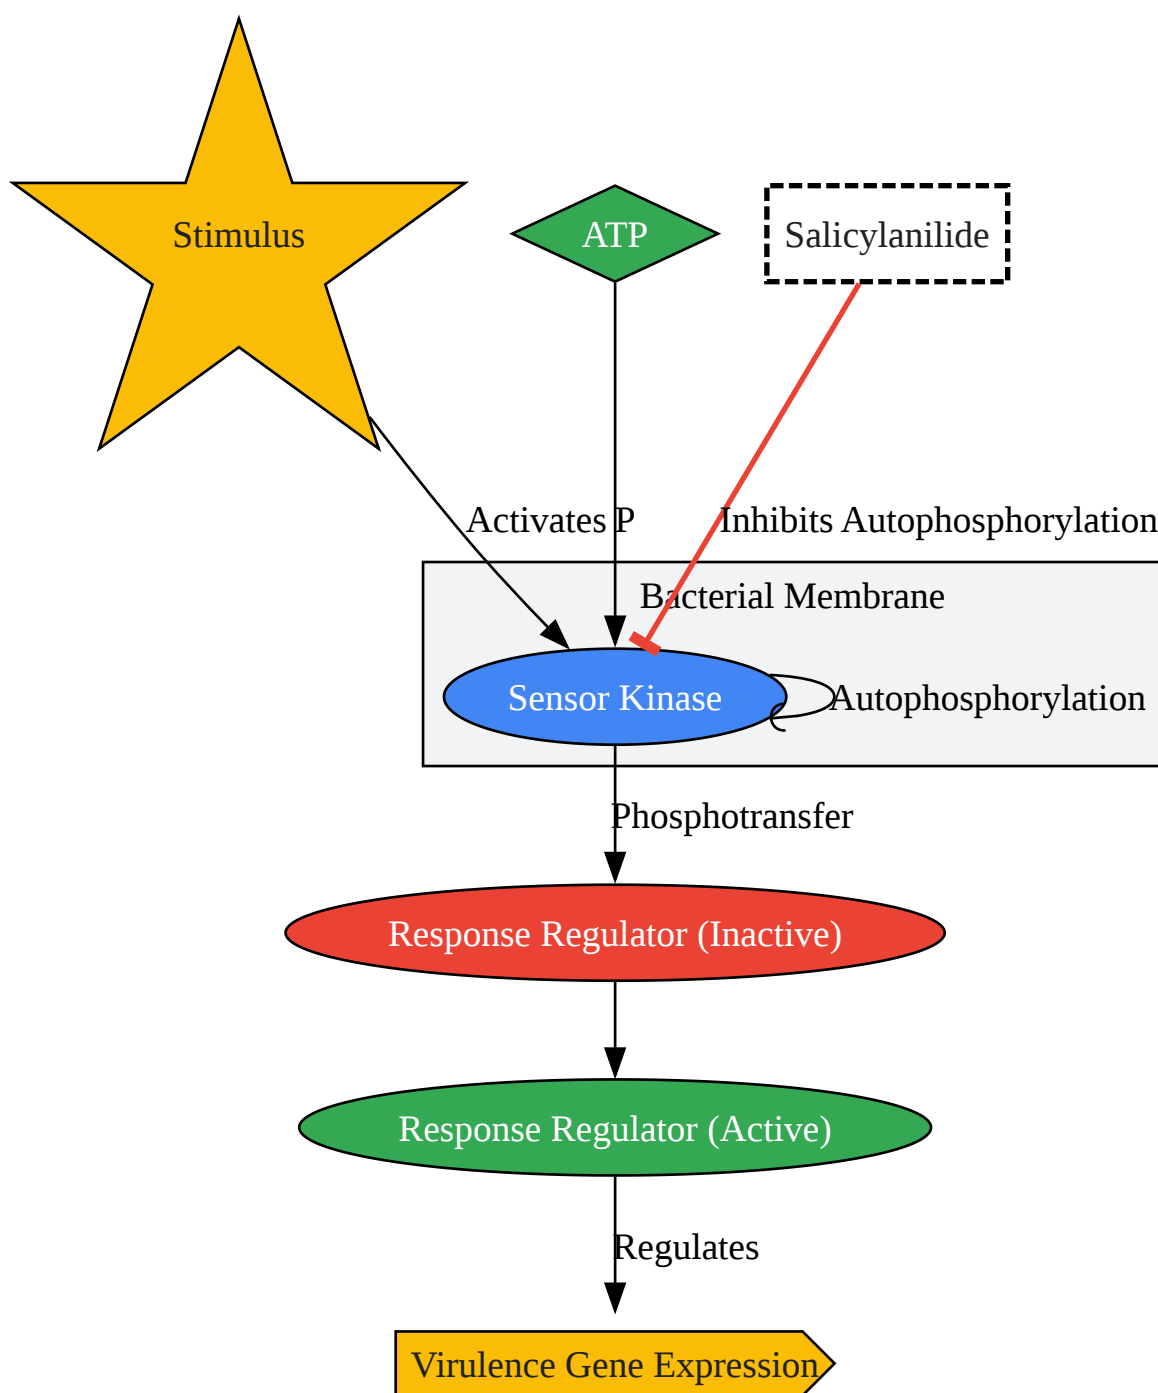 Stimulus
ATP
Salicylanilide
Activates
P
Inhibits Autophosphorylation
Bacterial Membrane
Sensor Kinase
Autophosphorylation
Phosphotransfer
Response Regulator (Inactive)
Response Regulator (Active)
Regulates
Virulence Gene Expression